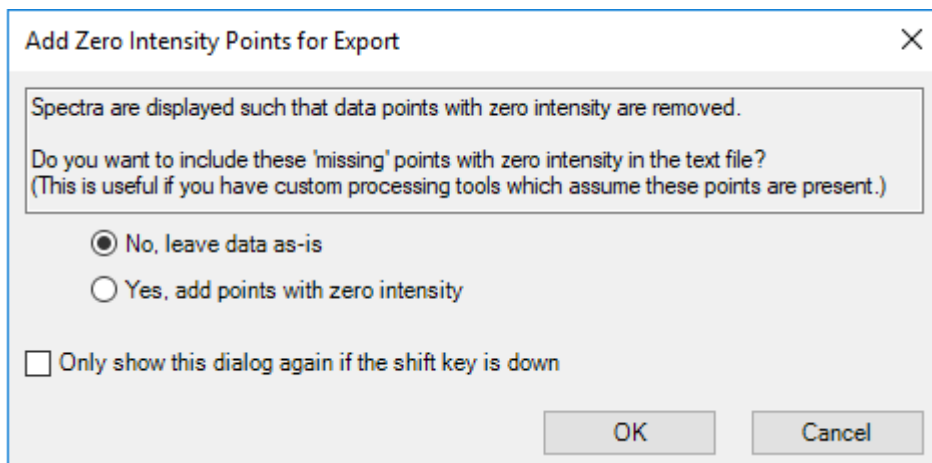 Add Zero Intensity Points for Export
Spectra are displayed such that data points with zero intensity are removed.
Do you want to include these 'missing' points with zero intensity in the text file?
(This is useful if you have custom processing tools which assume these points are present.)
No, leave data as-is
Yes, add points with zero intensity
Only show this dialog again if the shift key is down
OK
Cancel